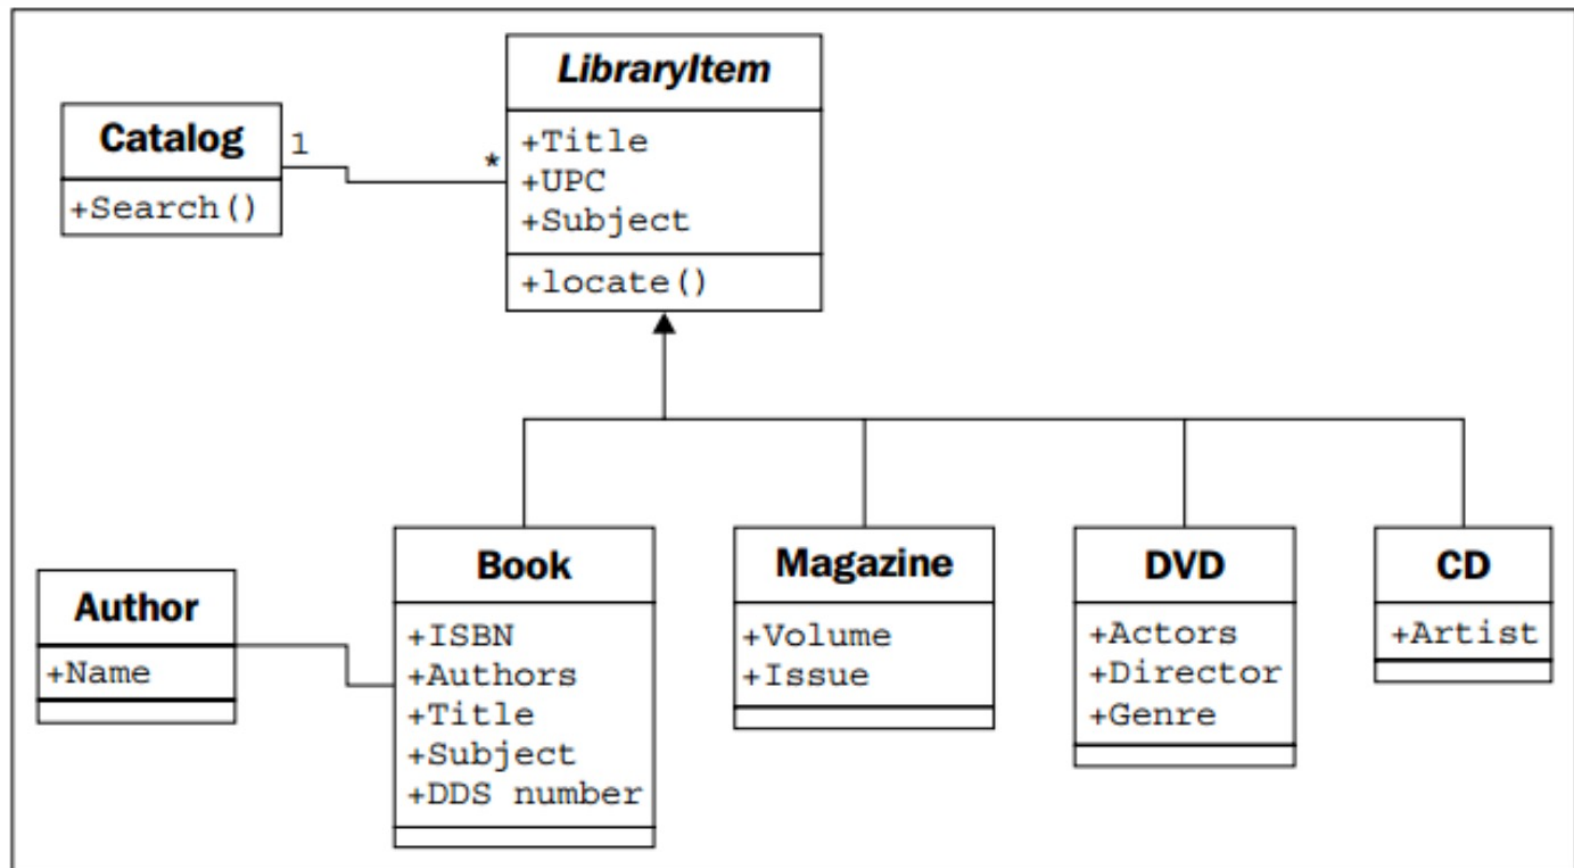 LibraryItem
+Title
+UPC
+Subject
+locate()
Catalog
+Search()
1
*
Author
+Name
Book
+ISBN
+Authors
+Title
+Subject
+DDS number
Magazine
+Volume
+Issue
DVD
+Actors
+Director
+Genre
CD
+Artist